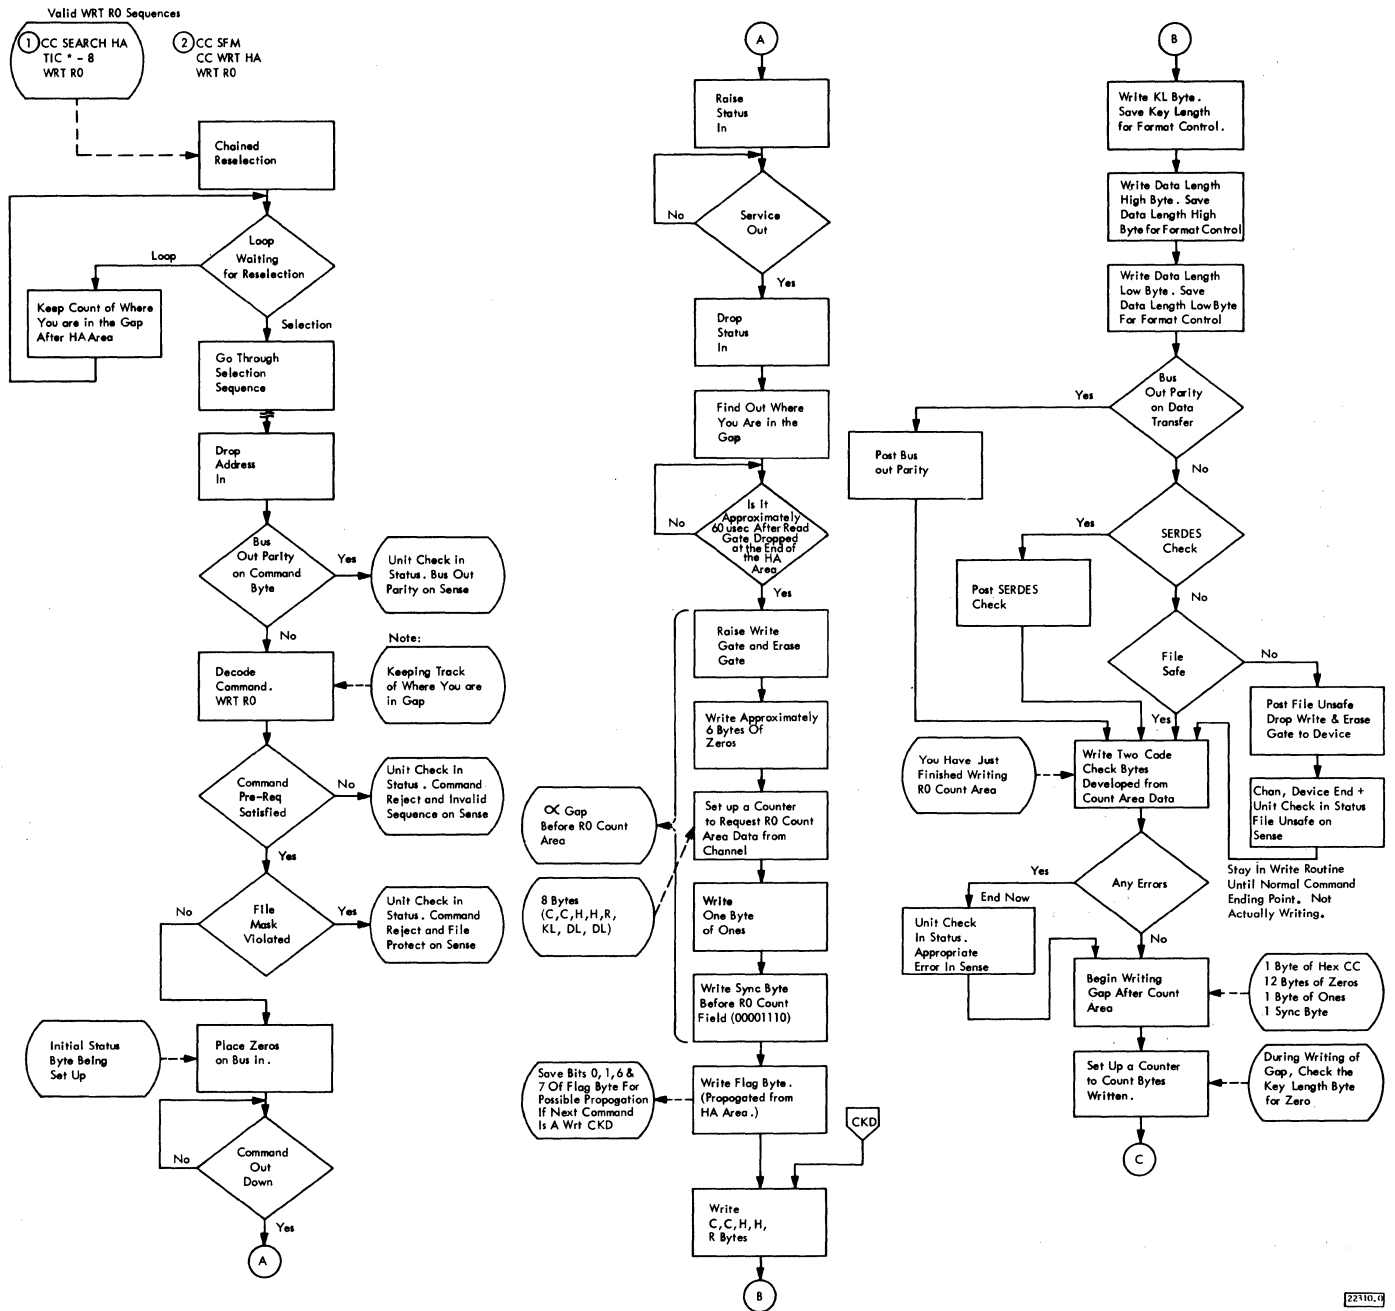 Valid WRT R0 Sequences
1 CC SEARCH HA
TIC * - 8
WRT R0
2 CC SFM
CC WRT HA
WRT R0
Chained
Reselection
Loop
Waiting
for Reselection
Loop
Keep Count of Where
You are in the Gap
After HA Area
Selection
Go Through
Selection
Sequence
Drop
Address
In
Bus
Out Parity
on Command
Byte
Yes
Unit Check in
Status. Bus Out
Parity on Sense
No
Note:
Decode
Command.
WRT R0
Keeping Track
of Where You are
in Gap
Command
Pre-Req
Satisfied
No
Unit Check in
Status. Command
Reject and Invalid
Sequence on Sense
Yes
File
Mask
Violated
No
Yes
Unit Check in
Status. Command
Reject and File
Protect on Sense
Initial Status
Byte Being
Set Up
Place Zeros
on Bus in.
Command
Out
Down
No
Yes
A
A
Raise
Status
In
Service
Out
No
Yes
Drop
Status
In
Find Out Where
You Are in the
Gap
Is it
Approximately
60 usec After Read
Gate Dropped
at the End of
the HA
Area
No
Yes
Raise Write
Gate and Erase
Gate
Write Approximately
6 Bytes Of
Zeros
∝ Gap
Before R0 Count
Area
Set up a Counter
to Request R0 Count
Area Data from
Channel
8 Bytes
(C,C,H,H,R,
KL, DL, DL)
Write
One Byte
of Ones
Write Sync Byte
Before R0 Count
Field (00001110)
Save Bits 0, 1,6 &
7 Of Flag Byte For
Possible Propogation
If Next Command
Is A Wrt CKD
Write Flag Byte.
(Propogated from
HA Area.)
CKD
Write
C,C,H,H,
R Bytes
B
B
Write KL Byte.
Save Key Length
for Format Control.
Write Data Length
High Byte. Save
Data Length High
Byte for Format Control
Write Data Length
Low Byte. Save
Data Length Low Byte
For Format Control
Bus
Out Parity
on Data
Transfer
Yes
No
Post Bus
out Parity
SERDES
Check
Yes
No
Post SERDES
Check
File
Safe
No
Yes
Post File Unsafe
Drop Write & Erase
Gate to Device
You Have Just
Finished Writing
R0 Count Area
Write Two Code
Check Bytes
Developed from
Count Area Data
Chan, Device End +
Unit Check in Status
File Unsafe on
Sense
Stay in Write Routine
Until Normal Command
Ending Point. Not
Actually Writing.
Any Errors
Yes
End Now
No
Unit Check
In Status.
Appropriate
Error In Sense
Begin Writing
Gap After Count
Area
1 Byte of Hex CC
12 Bytes of Zeros
1 Byte of Ones
1 Sync Byte
Set Up a Counter
to Count Bytes
Written.
During Writing of
Gap, Check the
Key Length Byte
for Zero
C
22310.0